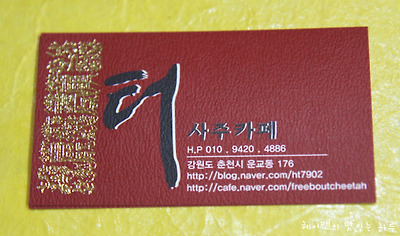 터
사주카페
H.P 010 . 9420 . 4886
강원도 춘천시 운교동 176
http://blog.naver.com/ht7902
http://cafe.naver.com/freeboutcheetah